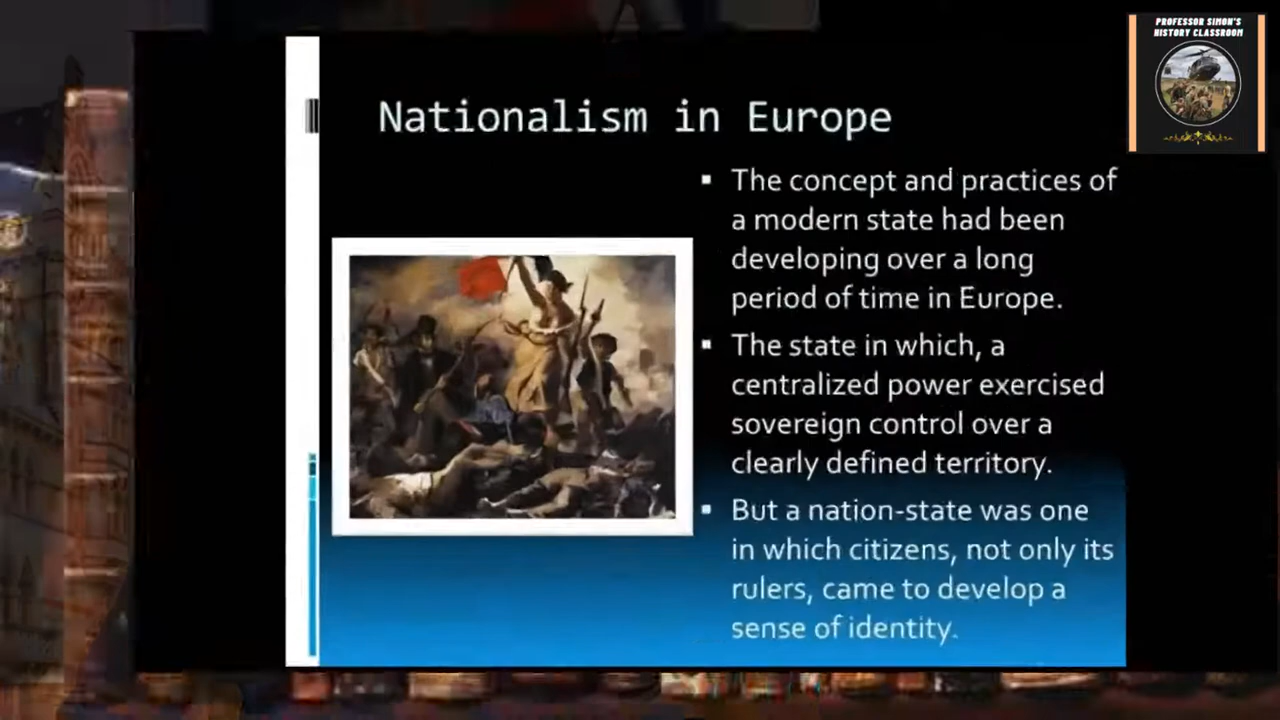 PROFESSOR SIMON'S
HISTORY CLASSROOM
Nationalism in Europe
▪ The concept and practices of
a modern state had been
developing over a long
period of time in Europe.
▪ The state in which, a
centralized power exercised
sovereign control over a
clearly defined territory.
▪ But a nation-state was one
in which citizens, not only its
rulers, came to develop a
sense of identity.